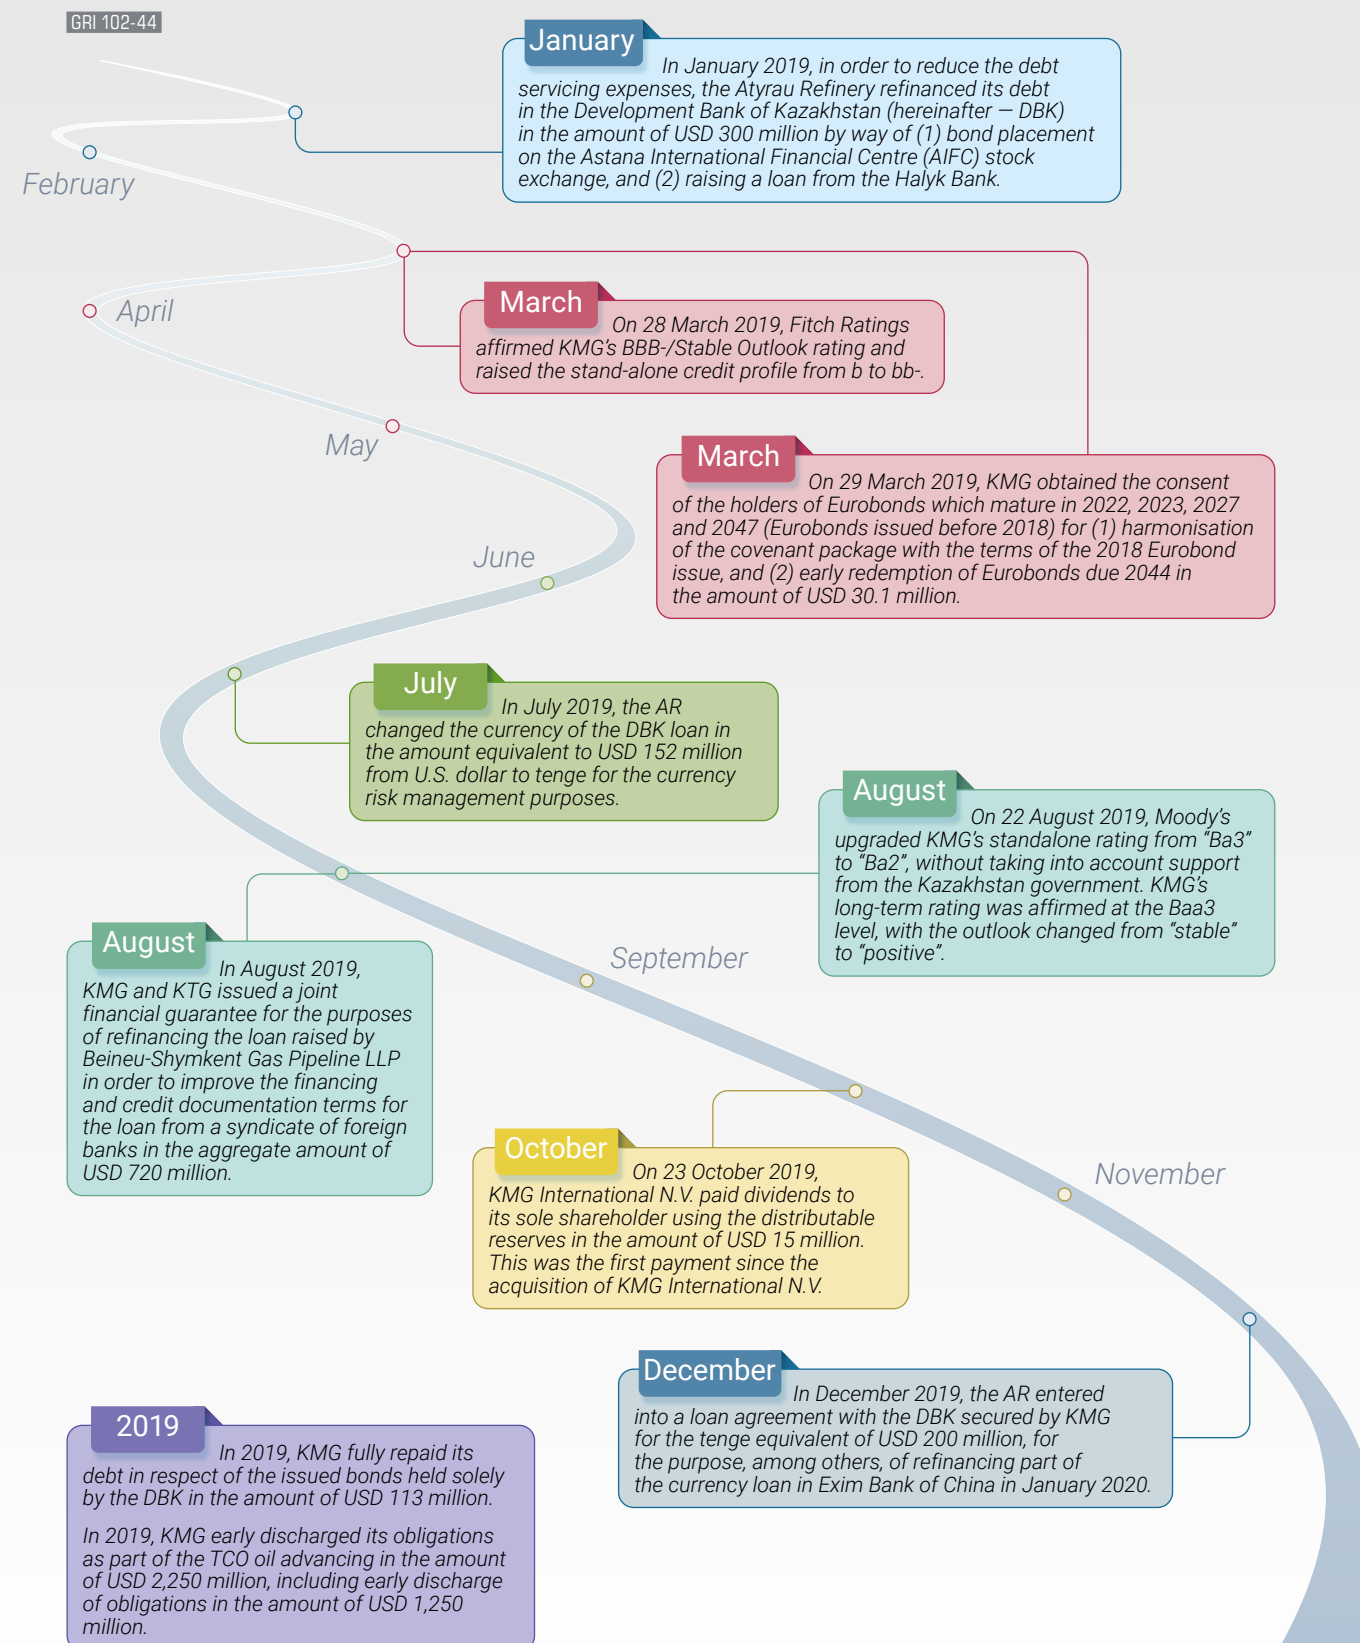 GRI 102-44
January
In January 2019, in order to reduce the debt
servicing expenses, the Atyrau Refinery refinanced its debt
in the Development Bank of Kazakhstan (hereinafter — DBK)
in the amount of USD 300 million by way of (1) bond placement
on the Astana International Financial Centre (AIFC) stock
exchange, and (2) raising a loan from the Halyk Bank.
February
March
On 28 March 2019, Fitch Ratings
affirmed KMG’s BBB-/Stable Outlook rating and
raised the stand-alone credit profile from b to bb-.
April
May
March
On 29 March 2019, KMG obtained the consent
of the holders of Eurobonds which mature in 2022, 2023, 2027
and 2047 (Eurobonds issued before 2018) for (1) harmonisation
of the covenant package with the terms of the 2018 Eurobond
issue, and (2) early redemption of Eurobonds due 2044 in
the amount of USD 30.1 million.
June
July
In July 2019, the AR
changed the currency of the DBK loan in
the amount equivalent to USD 152 million
from U.S. dollar to tenge for the currency
risk management purposes.
August
On 22 August 2019, Moody’s
upgraded KMG’s standalone rating from “Ba3”
to “Ba2”, without taking into account support
from the Kazakhstan government. KMG’s
long-term rating was affirmed at the Baa3
level, with the outlook changed from “stable”
to “positive”.
August
In August 2019,
KMG and KTG issued a joint
financial guarantee for the purposes
of refinancing the loan raised by
Beineu-Shymkent Gas Pipeline LLP
in order to improve the financing
and credit documentation terms for
the loan from a syndicate of foreign
banks in the aggregate amount of
USD 720 million.
September
October
On 23 October 2019,
KMG International N.V. paid dividends to
its sole shareholder using the distributable
reserves in the amount of USD 15 million.
This was the first payment since the
acquisition of KMG International N.V.
November
December
In December 2019, the AR entered
into a loan agreement with the DBK secured by KMG
for the tenge equivalent of USD 200 million, for
the purpose, among others, of refinancing part of
the currency loan in Exim Bank of China in January 2020.
2019
In 2019, KMG fully repaid its
debt in respect of the issued bonds held solely
by the DBK in the amount of USD 113 million.
In 2019, KMG early discharged its obligations
as part of the TCO oil advancing in the amount
of USD 2,250 million, including early discharge
of obligations in the amount of USD 1,250
million.